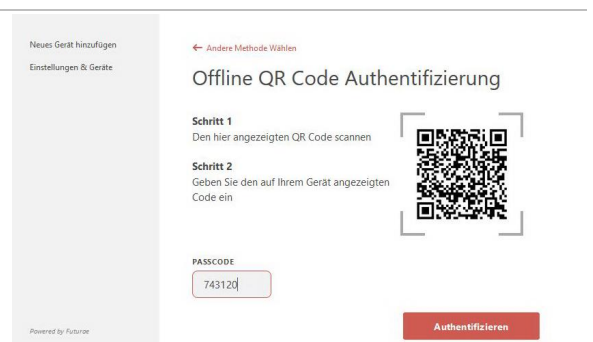 Neues Gerät hinzufügen
Einstellungen & Geräte
← Andere Methode Wählen
Offline QR Code Authentifizierung
Schritt 1
Den hier angezeigten QR Code scannen
Schritt 2
Geben Sie den auf Ihrem Gerät angezeigten
Code ein
PASSCODE
743120
Authentifizieren
Powered by Futurae